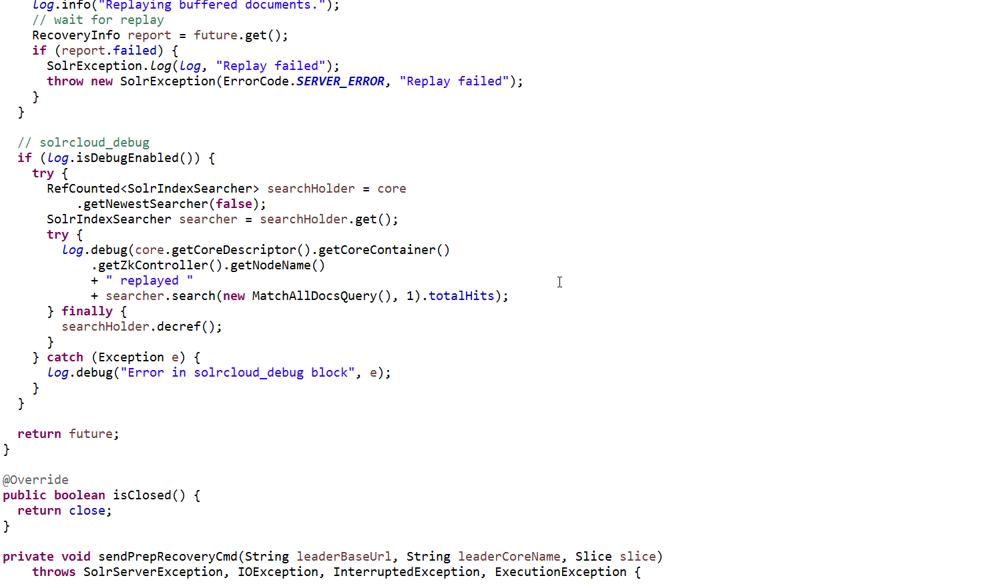 log.info("Replaying buffered documents.");
// wait for replay
RecoveryInfo report = future.get();
if (report.failed) {
SolrException.log(log, "Replay failed");
throw new SolrException(ErrorCode.SERVER_ERROR, "Replay failed");
}
}
// solrcloud_debug
if (log.isDebugEnabled()) {
try {
RefCounted<SolrIndexSearcher> searchHolder = core
.getNewestSearcher(false);
SolrIndexSearcher searcher = searchHolder.get();
try {
log.debug(core.getCoreDescriptor().getCoreContainer()
.getZkController().getNodeName()
+ " replayed "
+ searcher.search(new MatchAllDocsQuery(), 1).totalHits);
} finally {
searchHolder.decref();
}
} catch (Exception e) {
log.debug("Error in solrcloud_debug block", e);
}
}
return future;
}
@Override
public boolean isClosed() {
return close;
}
private void sendPrepRecoveryCmd(String leaderBaseUrl, String leaderCoreName, Slice slice)
throws SolrServerException, IOException, InterruptedException, ExecutionException {